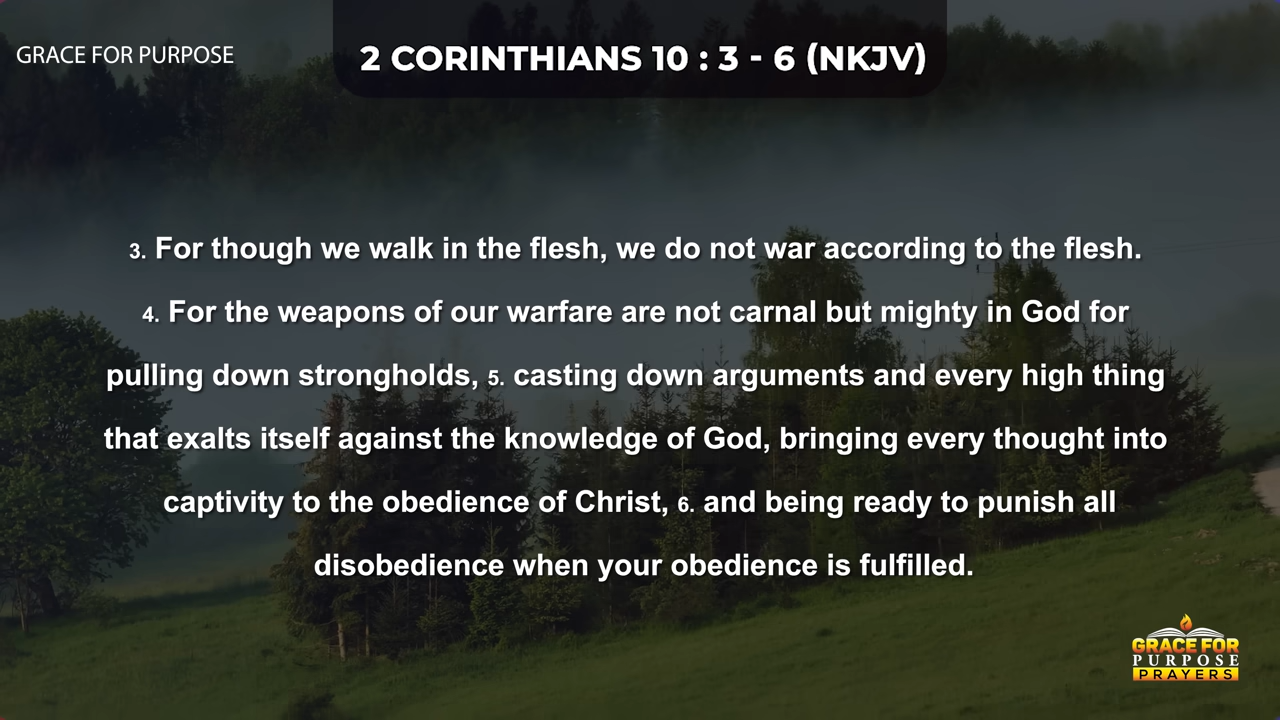 GRACE FOR PURPOSE
2 CORINTHIANS 10 : 3 - 6 (NKJV)
3. For though we walk in the flesh, we do not war according to the flesh.
4. For the weapons of our warfare are not carnal but mighty in God for
pulling down strongholds, 5. casting down arguments and every high thing
that exalts itself against the knowledge of God, bringing every thought into
captivity to the obedience of Christ, 6. and being ready to punish all
disobedience when your obedience is fulfilled.
GRACE FOR
PURPOSE
PRAYERS